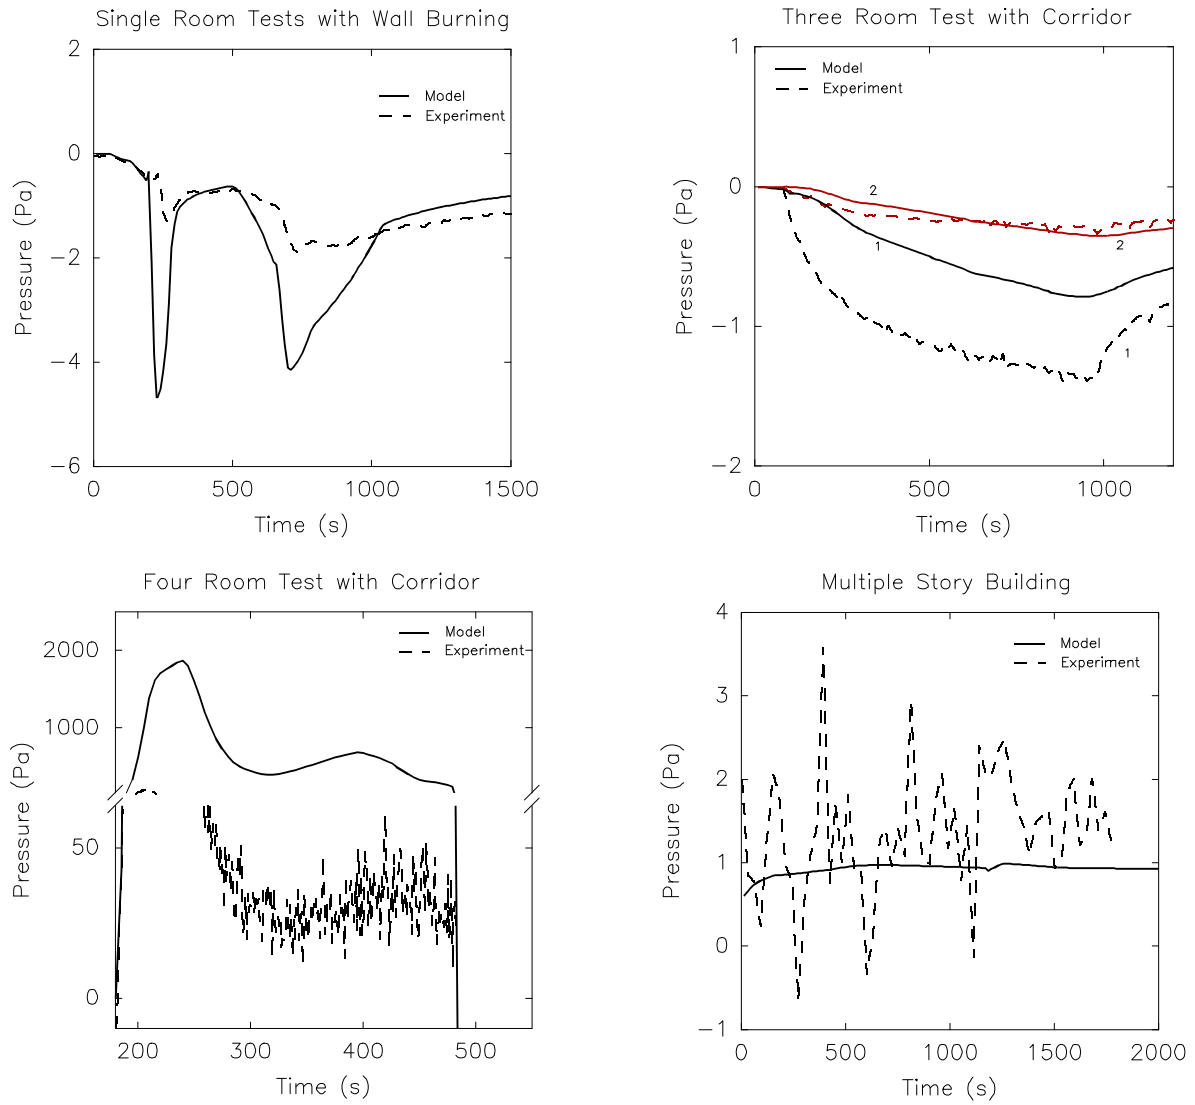 Single Room Tests with Wall Burning
2
0
−2
−4
−6
Pressure (Pa)
Model
Experiment
0 500 1000 1500
Time (s)
Three Room Test with Corridor
1
0
−1
−2
Pressure (Pa)
Model
Experiment
2
1
2
1
0 500 1000
Time (s)
Four Room Test with Corridor
2000
1000
50
0
Pressure (Pa)
Model
Experiment
200 300 400 500
Time (s)
Multiple Story Building
4
3
2
1
0
−1
Pressure (Pa)
Model
Experiment
0 500 1000 1500 2000
Time (s)